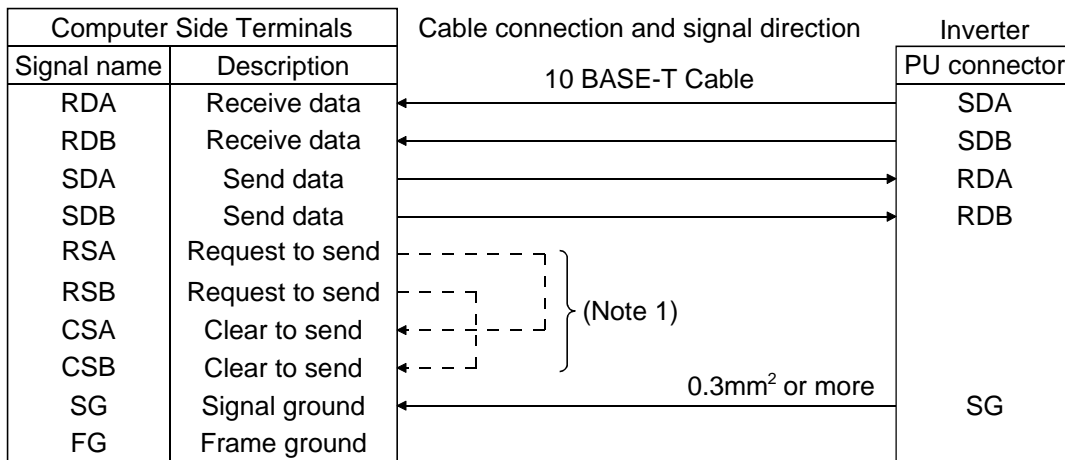 Computer Side Terminals Cable connection and signal direction Inverter
Signal name Description 10 BASE-T Cable PU connector
RDA Receive data SDA
RDB Receive data SDB
SDA Send data RDA
SDB Send data RDB
RSA Request to send
RSB Request to send (Note 1)
CSA Clear to send
CSB Clear to send
0.3mm² or more
SG Signal ground SG
FG Frame ground